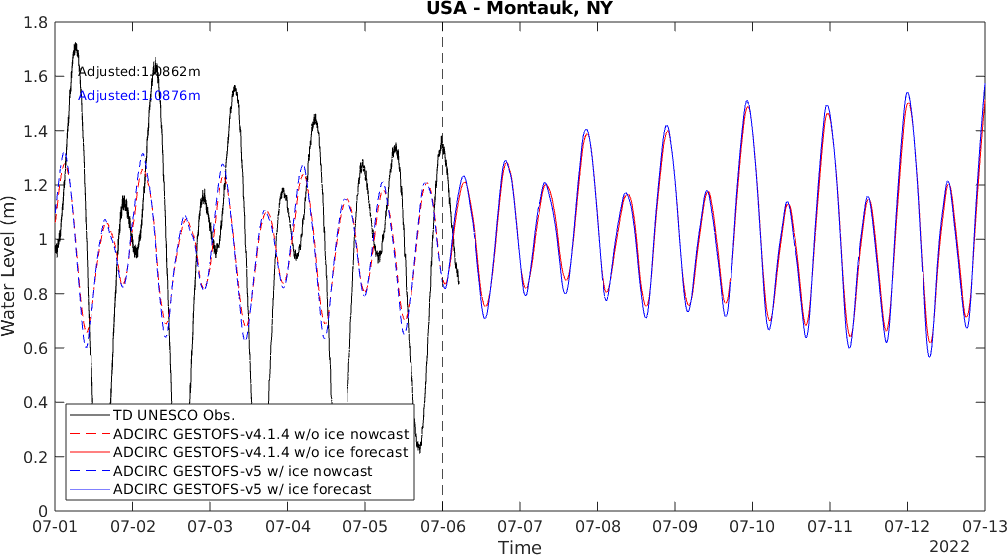 USA - Montauk, NY
1.8
1.6
1.4
1.2
1
0.8
0.6
0.4
0.2
0
Water Level (m)
Adjusted:1.0862m
Adjusted:1.0876m
TD UNESCO Obs.
ADCIRC GESTOFS-v4.1.4 w/o ice nowcast
ADCIRC GESTOFS-v4.1.4 w/o ice forecast
ADCIRC GESTOFS-v5 w/ ice nowcast
ADCIRC GESTOFS-v5 w/ ice forecast
07-01 07-02 07-03 07-04 07-05 07-06 07-07 07-08 07-09 07-10 07-11 07-12 07-13
Time
2022